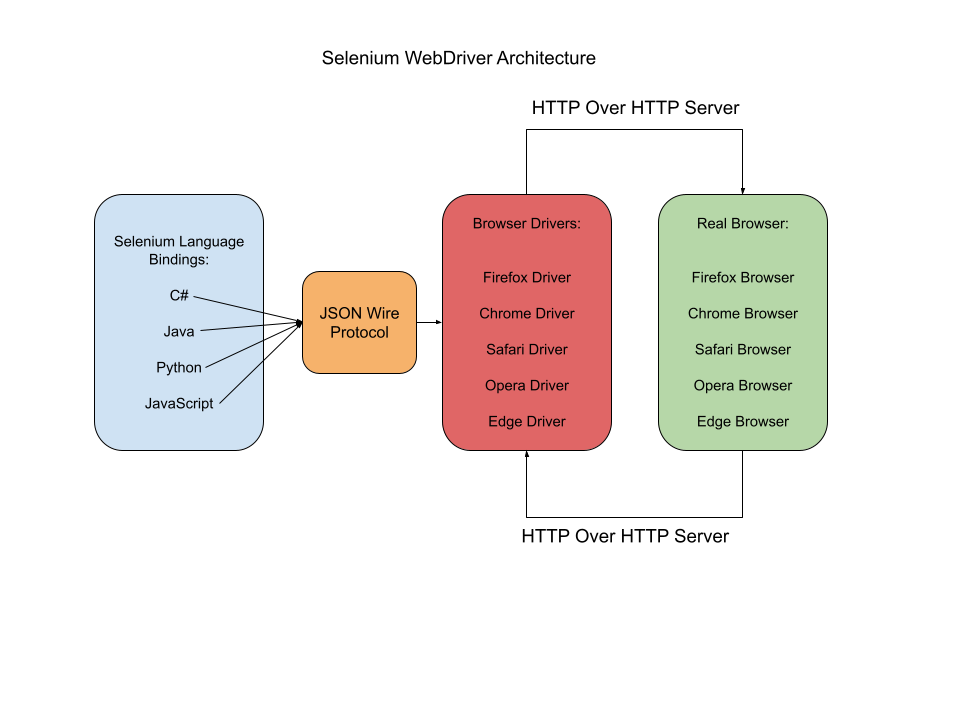 Selenium WebDriver Architecture
HTTP Over HTTP Server
Selenium Language
Bindings:
C#
Java
Python
JavaScript
JSON Wire
Protocol
Browser Drivers:
Firefox Driver
Chrome Driver
Safari Driver
Opera Driver
Edge Driver
Real Browser:
Firefox Browser
Chrome Browser
Safari Browser
Opera Browser
Edge Browser
HTTP Over HTTP Server